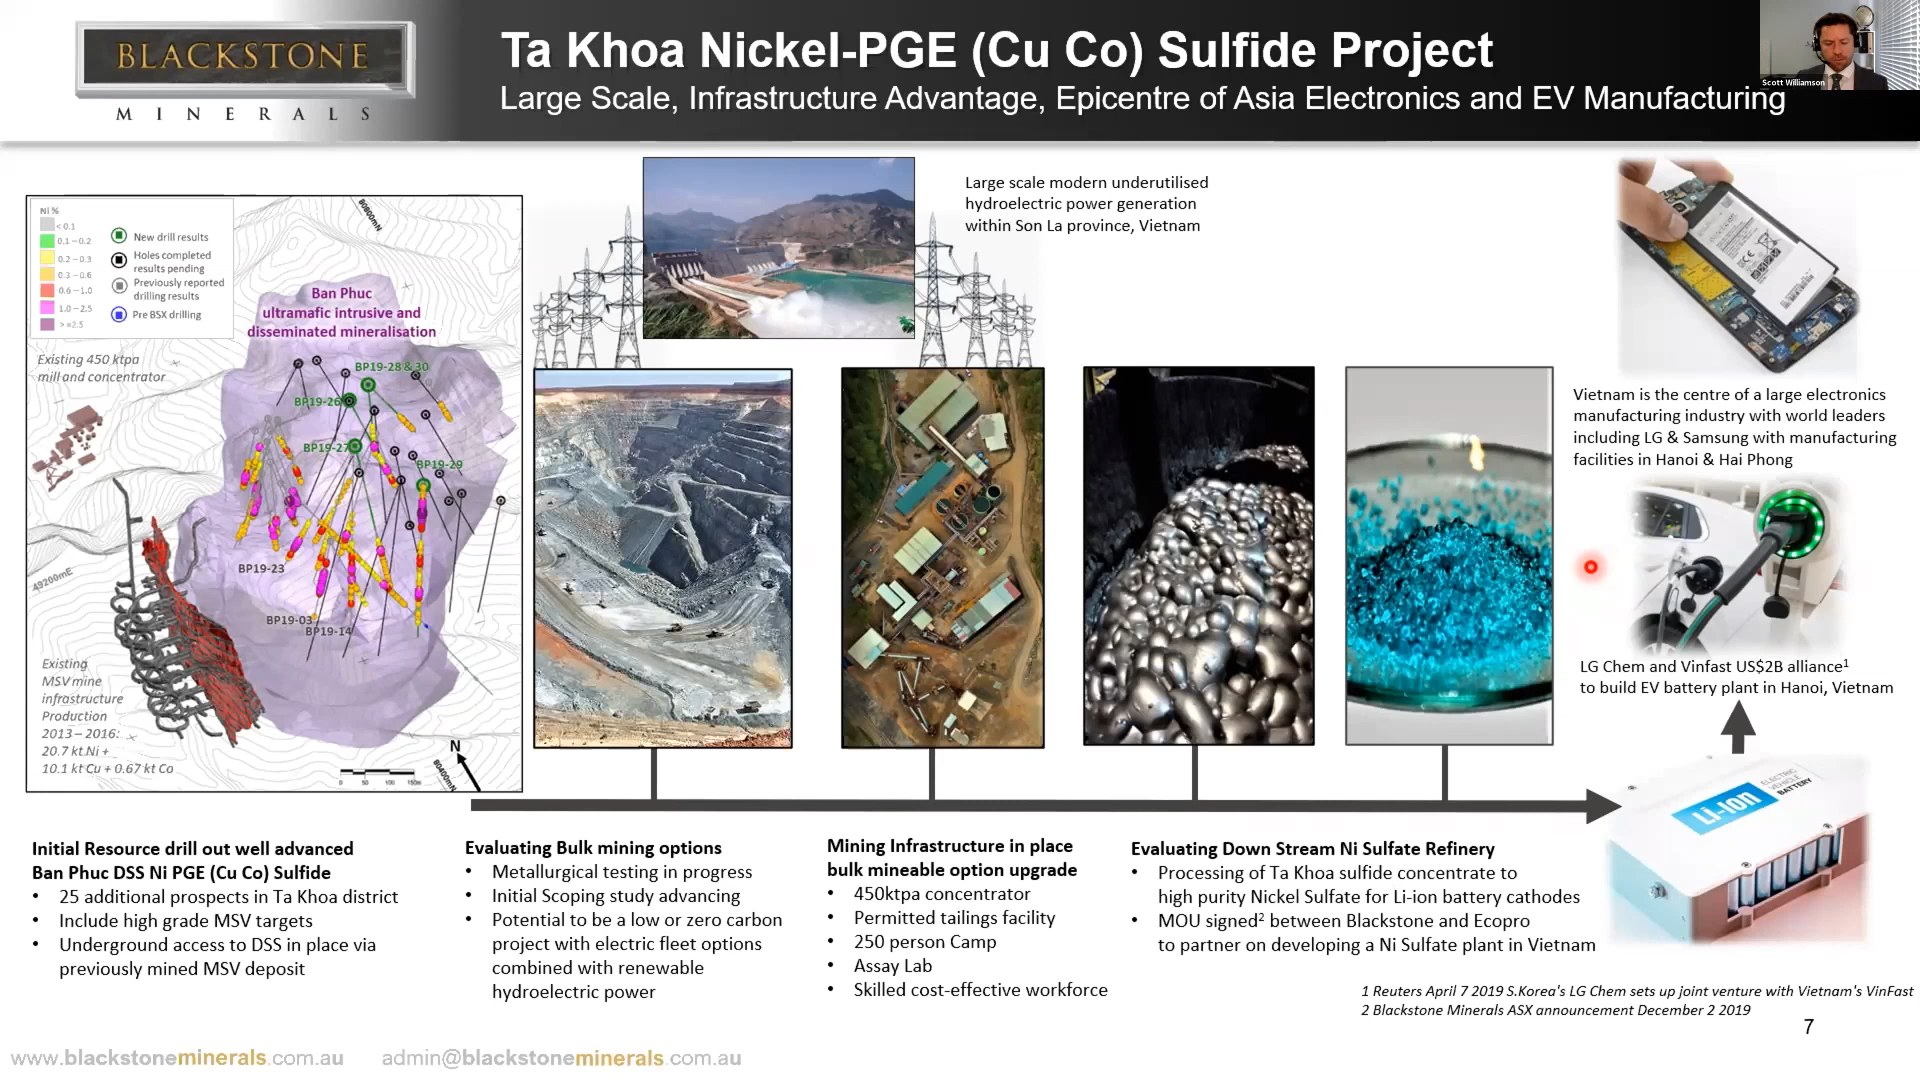 BLACKSTONE
MINERALS
Ta Khoa Nickel-PGE (Cu Co) Sulfide Project
Large Scale, Infrastructure Advantage, Epicentre of Asia Electronics and EV Manufacturing
Scott Williamson
Ni %
< 0.1
0.1 – 0.2
0.2 – 0.3
0.3 – 0.6
0.6 – 1.0
1.0 – 2.5
>=2.5
New drill results
Holes completed
results pending
Previously reported
drilling results
Pre BSX drilling
80800mN
Ban Phuc
ultramafic intrusive and
disseminated mineralisation
Existing 450 ktpa
mill and concentrator
BP19-28 & 30
BP19-26
BP19-27
BP19-29
BP19-23
BP19-03
BP19-14
49200mE
Existing
MSV mine
infrastructure
Production
2013 – 2016:
20.7 kt Ni +
10.1 kt Cu + 0.67 kt Co
N
80400mN
0 50 100 150m
Large scale modern underutilised
hydroelectric power generation
within Son La province, Vietnam
Vietnam is the centre of a large electronics
manufacturing industry with world leaders
including LG & Samsung with manufacturing
facilities in Hanoi & Hai Phong
LG Chem and Vinfast US$2B alliance¹
to build EV battery plant in Hanoi, Vietnam
Li-Ion
ELECTRIC
VEHICLE
BATTERY
Initial Resource drill out well advanced
Ban Phuc DSS Ni PGE (Cu Co) Sulfide
• 25 additional prospects in Ta Khoa district
• Include high grade MSV targets
• Underground access to DSS in place via
previously mined MSV deposit
Evaluating Bulk mining options
• Metallurgical testing in progress
• Initial Scoping study advancing
• Potential to be a low or zero carbon
project with electric fleet options
combined with renewable
hydroelectric power
Mining Infrastructure in place
bulk mineable option upgrade
• 450ktpa concentrator
• Permitted tailings facility
• 250 person Camp
• Assay Lab
• Skilled cost-effective workforce
Evaluating Down Stream Ni Sulfate Refinery
• Processing of Ta Khoa sulfide concentrate to
high purity Nickel Sulfate for Li-ion battery cathodes
• MOU signed² between Blackstone and Ecopro
to partner on developing a Ni Sulfate plant in Vietnam
1 Reuters April 7 2019 S.Korea's LG Chem sets up joint venture with Vietnam's VinFast
2 Blackstone Minerals ASX announcement December 2 2019
7
www.blackstoneminerals.com.au admin@blackstoneminerals.com.au